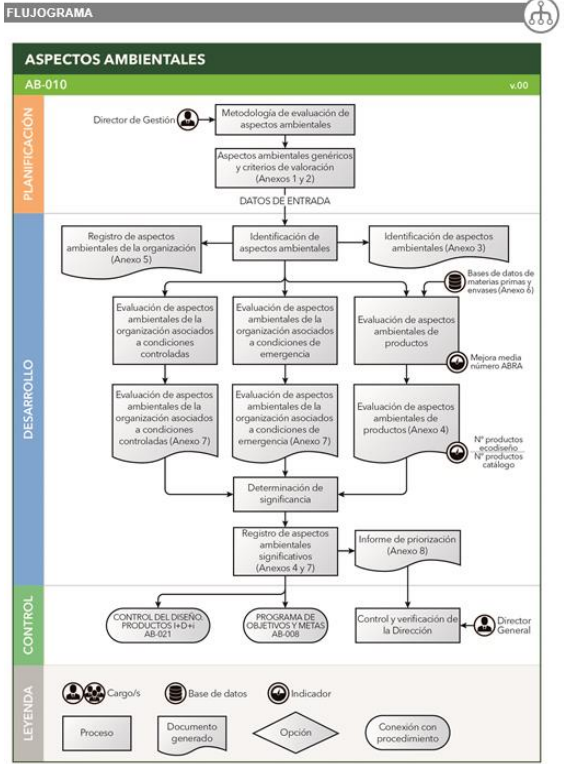 FLUJOGRAMA
ASPECTOS AMBIENTALES
AB-010
v.00
PLANIFICACIÓN
Director de Gestión
Metodología de evaluación de
aspectos ambientales
Aspectos ambientales genéricos
y criterios de valoración
(Anexos 1 y 2)
DATOS DE ENTRADA
DESARROLLO
Registro de aspectos
ambientales de la organización
(Anexo 5)
Identificación de
aspectos ambientales
Identificación de aspectos
ambientales (Anexo 3)
Bases de datos de
materias primas y
envases (Anexo 6)
Evaluación de aspectos
ambientales de la
organización asociados
a condiciones
controladas
Evaluación de aspectos
ambientales de la
organización asociados
a condiciones de
emergencia
Evaluación de aspectos
ambientales de
productos
Mejora media
número ABRA
Evaluación de aspectos
ambientales de la
organización asociados
a condiciones
controladas (Anexo 7)
Evaluación de aspectos
ambientales de la
organización asociados
a condiciones de
emergencia (Anexo 7)
Evaluación de aspectos
ambientales de
productos (Anexo 4)
Nº productos
ecodiseño
Nº productos
catálogo
Determinación de
significancia
Registro de aspectos
ambientales
significativos
(Anexos 4 y 7)
Informe de priorización
(Anexo 8)
CONTROL
CONTROL DEL DISEÑO.
PRODUCTOS I+D+i
AB-021
PROGRAMA DE
OBJETIVOS Y METAS
AB-008
Control y verificación de
la Dirección
Director
General
LEYENDA
Cargo/s
Base de datos
Indicador
Proceso
Documento
generado
Opción
Conexión con
procedimiento